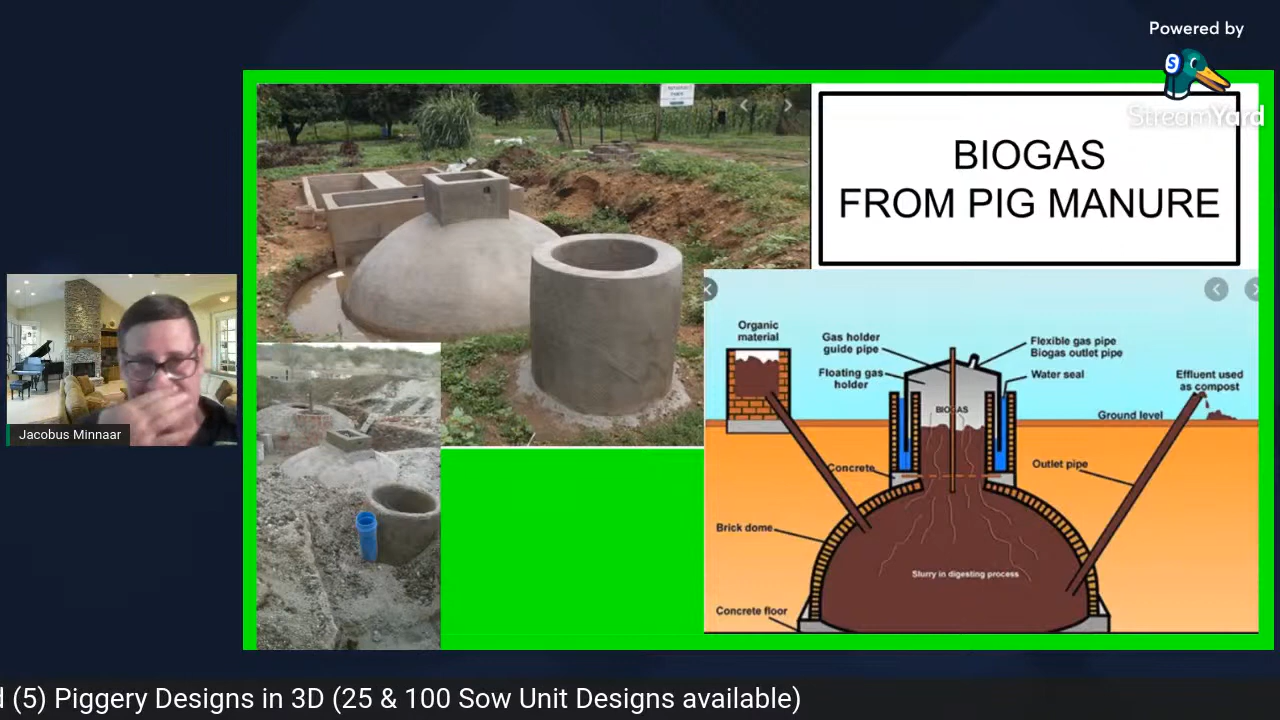 Powered by
StreamYard
BIOGAS
FROM PIG MANURE
Organic
material
Gas holder
guide pipe
Floating gas
holder
Flexible gas pipe
Biogas outlet pipe
Water seal
Effluent used
as compost
BIOGAS
Ground level
Concrete
Outlet pipe
Brick dome
Slurry in digesting process
Concrete floor
Jacobus Minnaar
(5) Piggery Designs in 3D (25 & 100 Sow Unit Designs available)